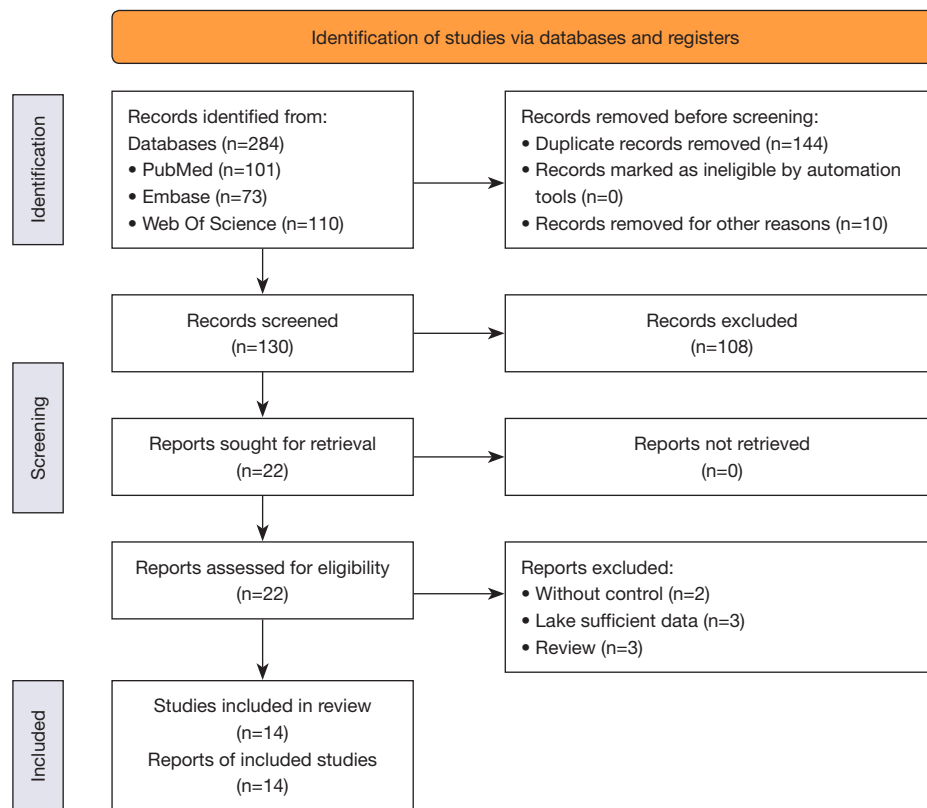 Identification of studies via databases and registers
Identification
Records identified from:
Databases (n=284)
• PubMed (n=101)
• Embase (n=73)
• Web Of Science (n=110)
Records removed before screening:
• Duplicate records removed (n=144)
• Records marked as ineligible by automation
tools (n=0)
• Records removed for other reasons (n=10)
Screening
Records screened
(n=130)
Records excluded
(n=108)
Reports sought for retrieval
(n=22)
Reports not retrieved
(n=0)
Reports assessed for eligibility
(n=22)
Reports excluded:
• Without control (n=2)
• Lake sufficient data (n=3)
• Review (n=3)
Included
Studies included in review
(n=14)
Reports of included studies
(n=14)